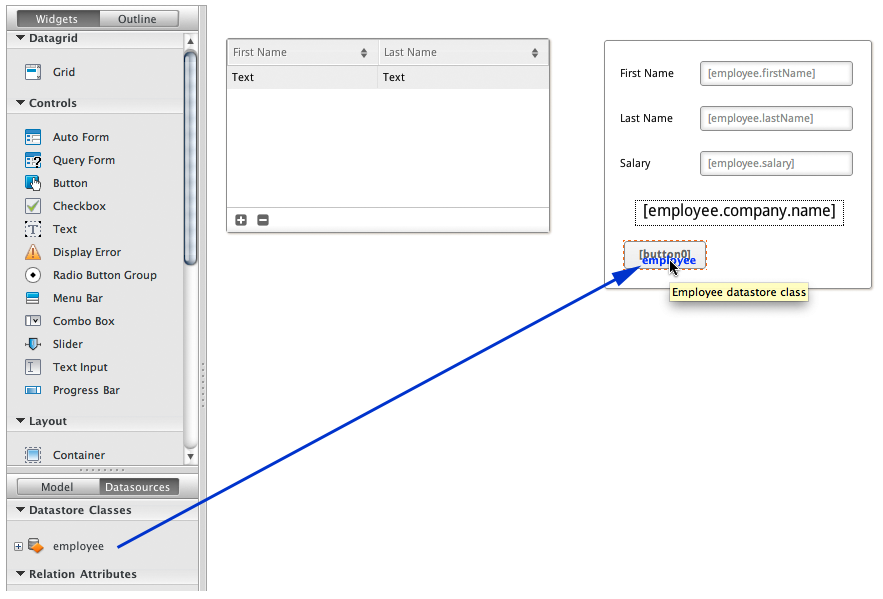 Widgets Outline
Datagrid
Grid
Controls
Auto Form
Query Form
Button
Checkbox
Text
Display Error
Radio Button Group
Menu Bar
Combo Box
Slider
Text Input
Progress Bar
Layout
Container
Model Datasources
Datastore Classes
employee
Relation Attributes
First Name Last Name
Text Text
First Name [employee.firstName]
Last Name [employee.lastName]
Salary [employee.salary]
[employee.company.name]
[button0]
employee
Employee datastore class